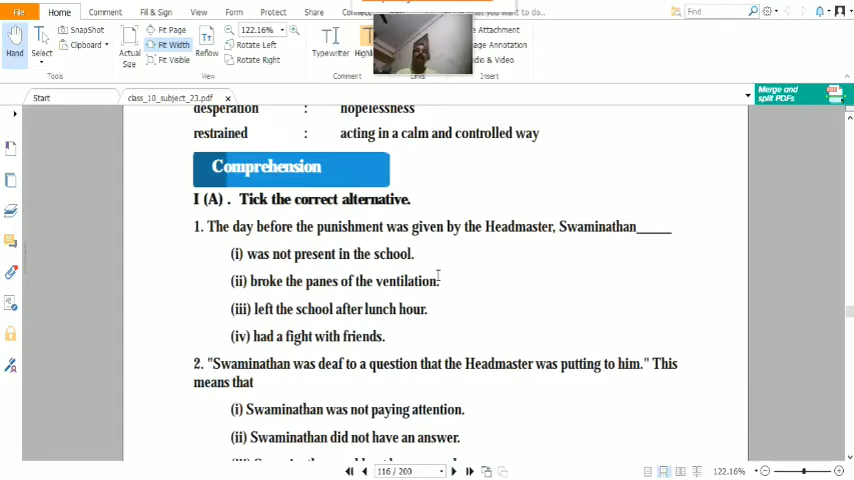 File Home Comment View Form Protect Share Fill & Sign Find
Hand
Select
SnapShot
Clipboard
Tools
Actual Size
Fit Page
Fit Width
Fit Visible
Reflow
122.16%
Rotate Left
Rotate Right
View
Typewriter
Comment
Links
Attachment
Annotation
& Video
Insert
Start
class_10_subject_23.pdf
Merge and
split PDFs
desperation : hopelessness
restrained : acting in a calm and controlled way
Comprehension
I (A) . Tick the correct alternative.
1. The day before the punishment was given by the Headmaster, Swaminathan_____
(i) was not present in the school.
(ii) broke the panes of the ventilation.
(iii) left the school after lunch hour.
(iv) had a fight with friends.
2. "Swaminathan was deaf to a question that the Headmaster was putting to him." This
means that
(i) Swaminathan was not paying attention.
(ii) Swaminathan did not have an answer.
116 / 200
122.16%